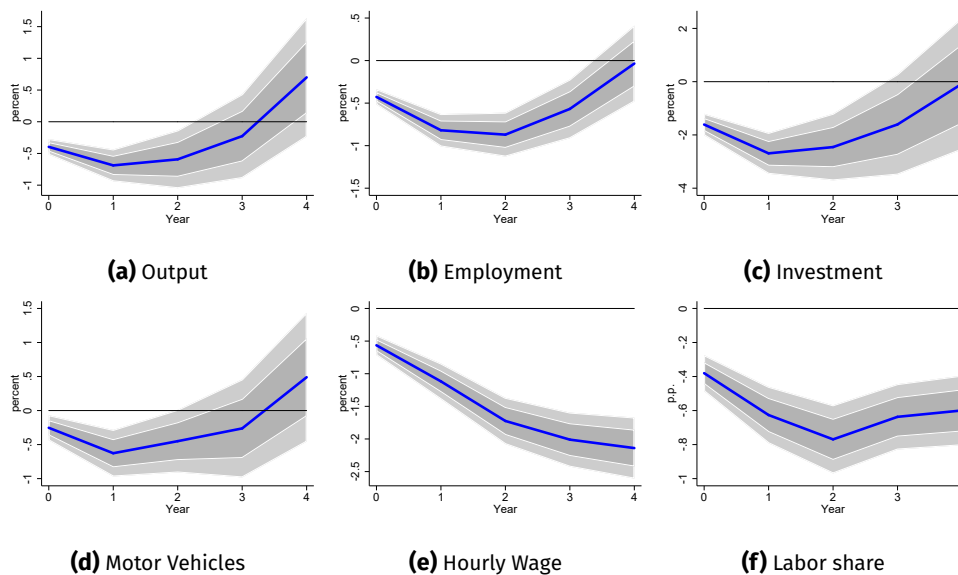 percent
1.5
1
.5
0
-.5
-1
0 1 2 3 4
Year
(a) Output
percent
.5
0
-.5
-1
-1.5
0 1 2 3 4
Year
(b) Employment
percent
2
0
-2
-4
0 1 2 3
Year
(c) Investment
percent
1.5
1
.5
0
-.5
-1
0 1 2 3 4
Year
(d) Motor Vehicles
percent
0
-.5
-1
-1.5
-2
-2.5
0 1 2 3 4
Year
(e) Hourly Wage
p.p.
0
-.2
-.4
-.6
-.8
-1
0 1 2 3
Year
(f) Labor share